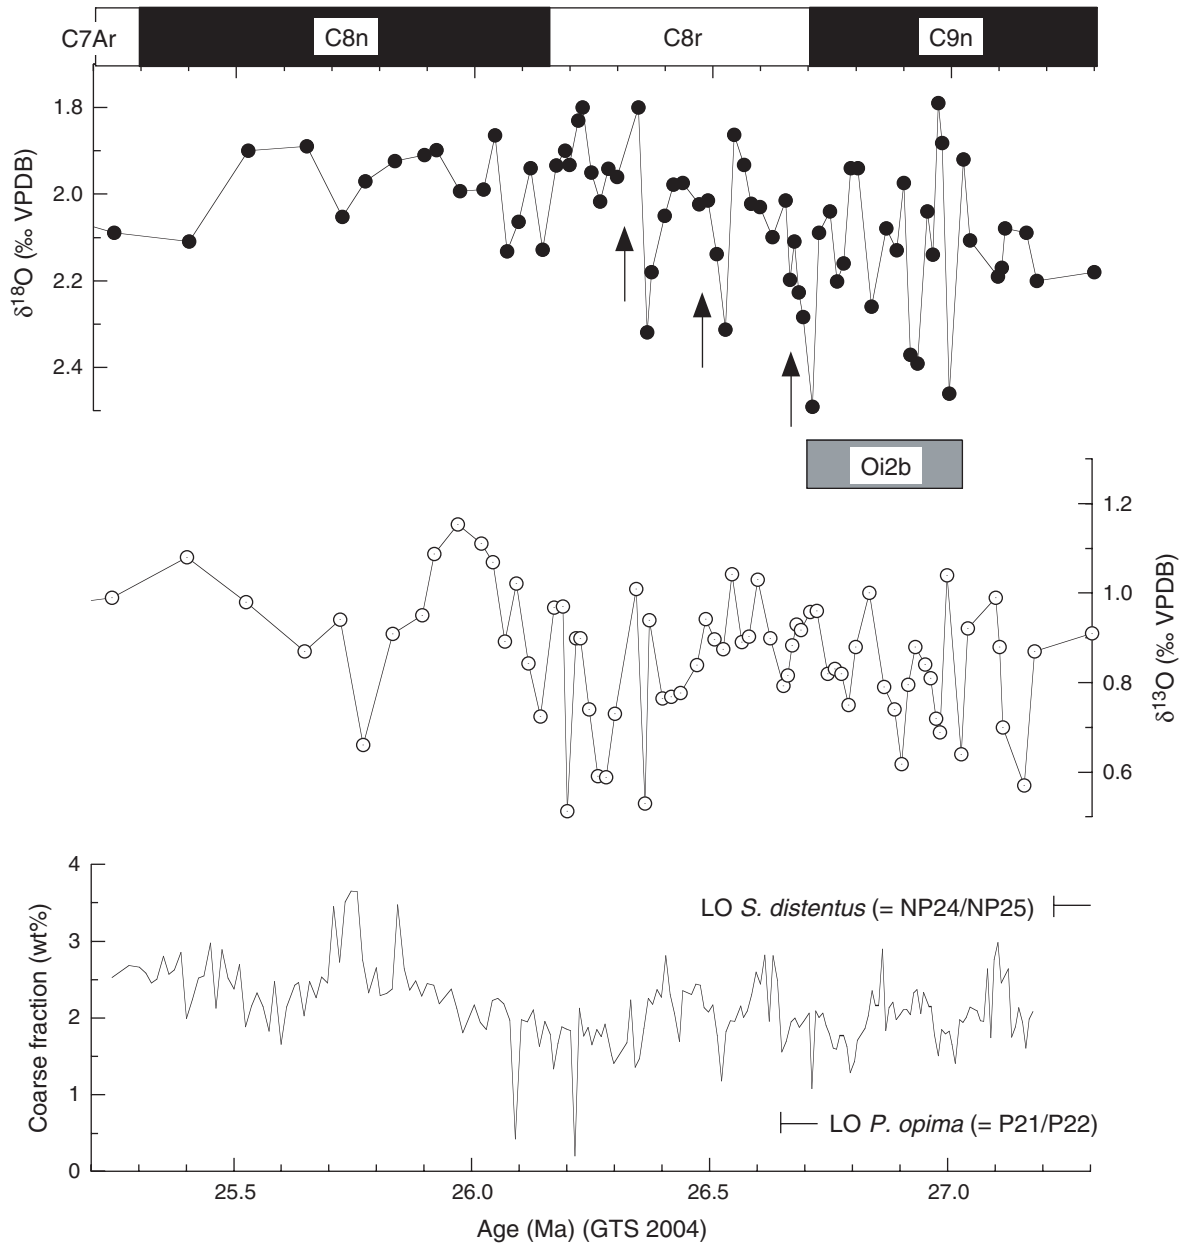 C7Ar C8n C8r C9n
1.8
2.0
2.2
2.4
δ¹⁸O (‰ VPDB)
Oi2b
1.2
1.0
0.8
0.6
δ¹³O (‰ VPDB)
4
3
2
1
0
Coarse fraction (wt%)
LO S. distentus (= NP24/NP25)
LO P. opima (= P21/P22)
25.5 26.0 26.5 27.0
Age (Ma) (GTS 2004)